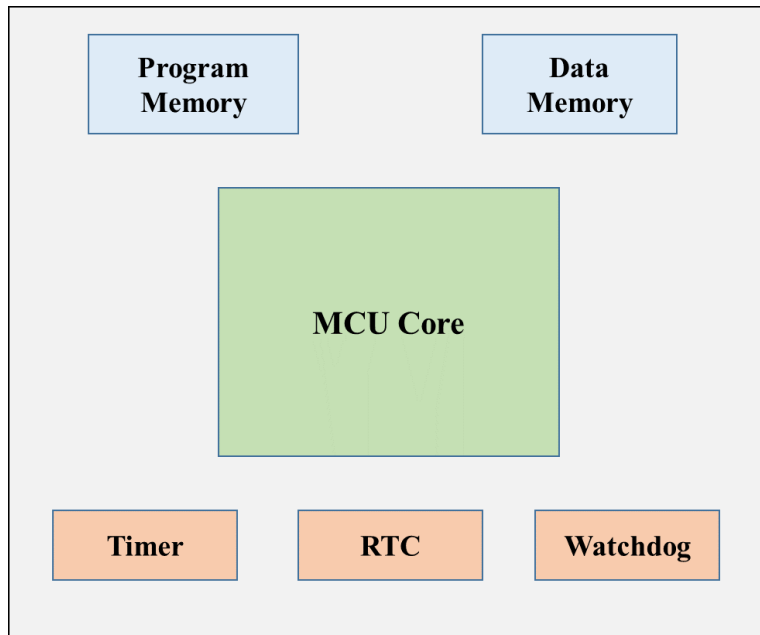 Program
Memory
Data
Memory
MCU Core
Timer
RTC
Watchdog